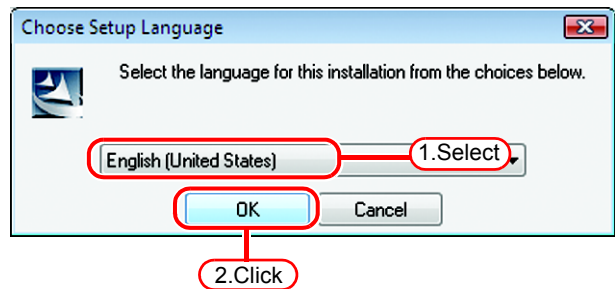 Choose Setup Language
Select the language for this installation from the choices below.
English (United States)
1.Select
OK
Cancel
2.Click